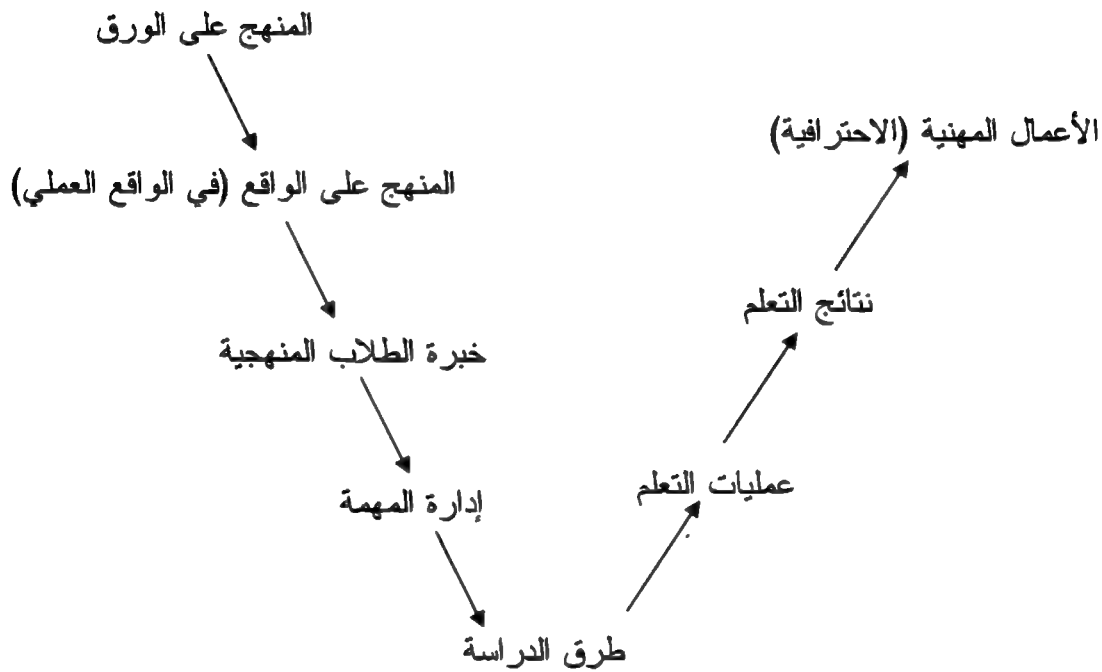 المنهج على الورق
الأعمال المهنية (الاحترافية)
المنهج على الواقع (في الواقع العملي)
نتائج التعلم
خبرة الطلاب المنهجية
عمليات التعلم
إدارة المهمة
طرق الدراسة